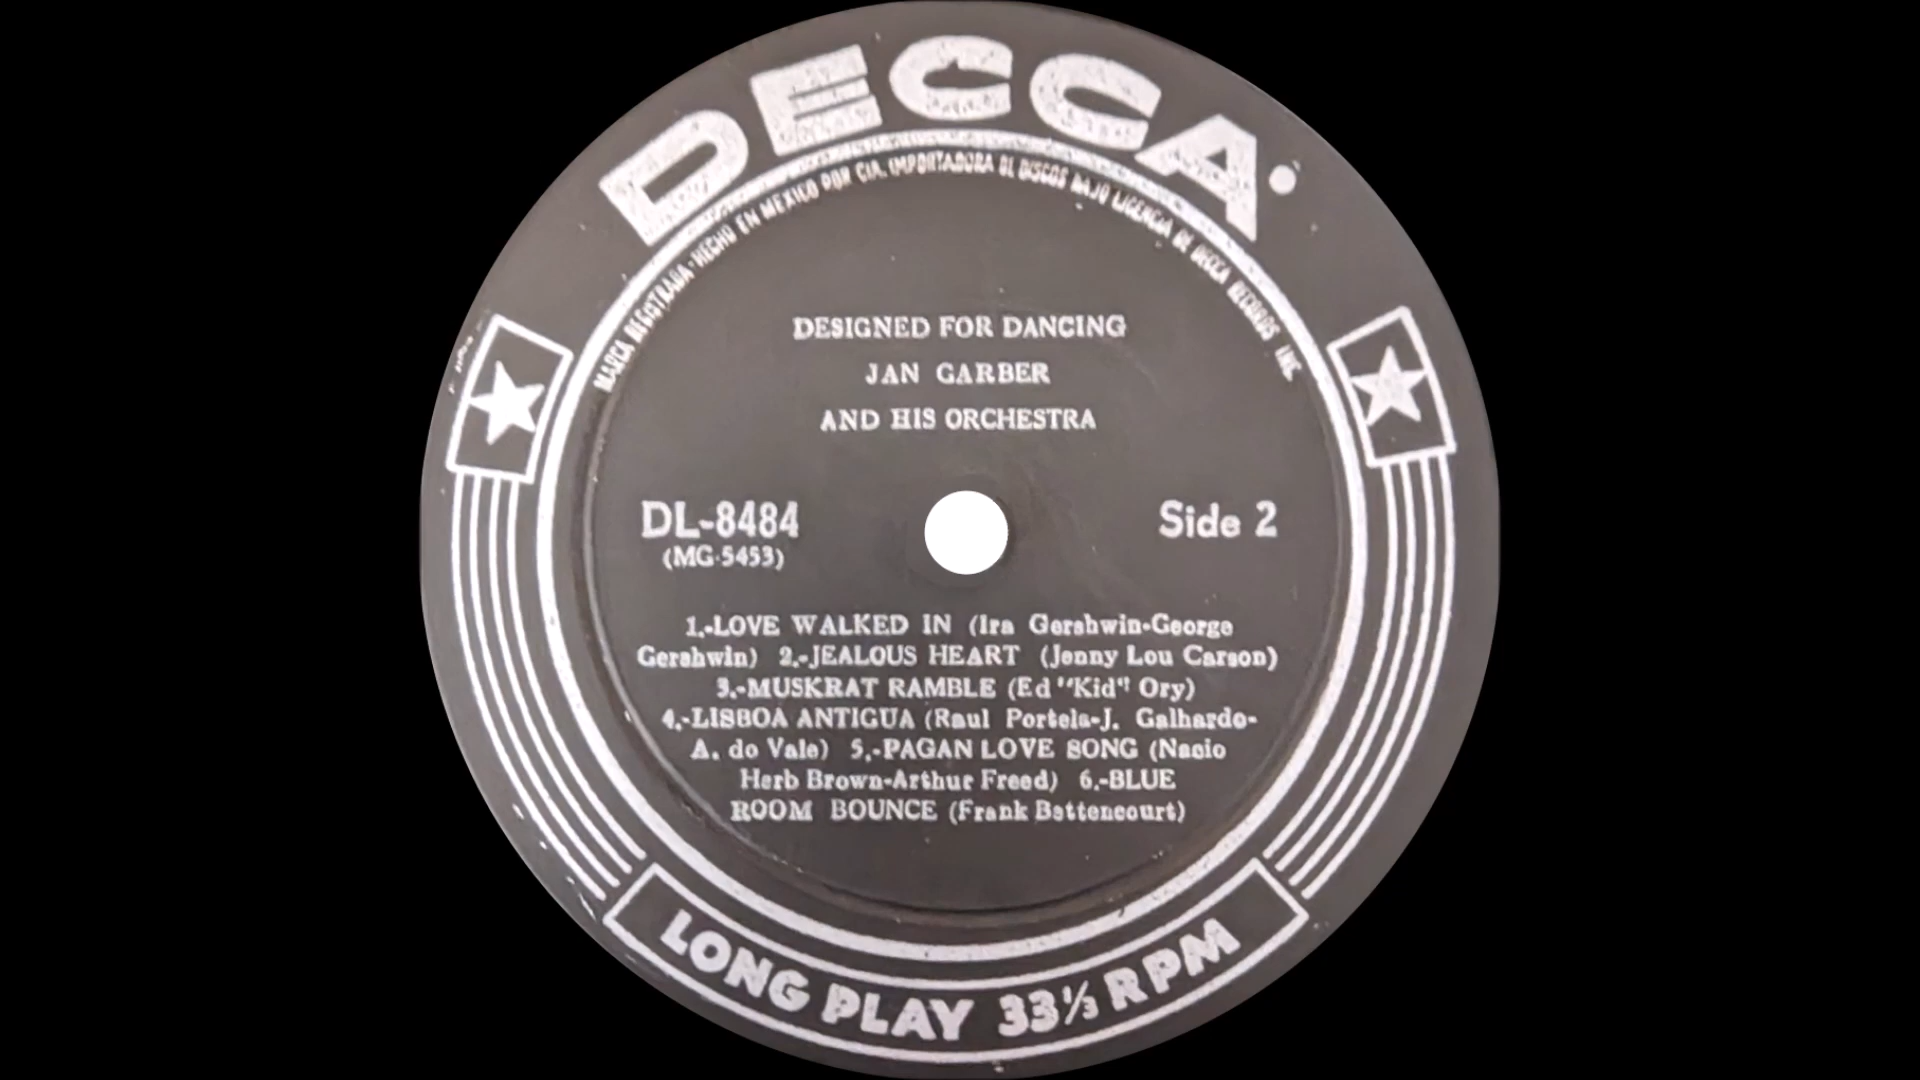 DECCA
MARCA REGISTRADA·HECHO EN MEXICO POR CIA. IMPORTADORA DE DISCOS BAJO LICENCIA DE DECCA RECORDS INC.
DESIGNED FOR DANCING
JAN GARBER
AND HIS ORCHESTRA
DL-8484
(MG-5453)
Side 2
1.-LOVE WALKED IN (Ira Gershwin-George
Gershwin) 2.-JEALOUS HEART (Jenny Lou Carson)
3.-MUSKRAT RAMBLE (Ed "Kid" Ory)
4.-LISBOA ANTIGUA (Raul Portela-J. Galhardo-
A. do Vale) 5.-PAGAN LOVE SONG (Nacio
Herb Brown-Arthur Freed) 6.-BLUE
ROOM BOUNCE (Frank Bettencourt)
LONG PLAY 33⅓ RPM